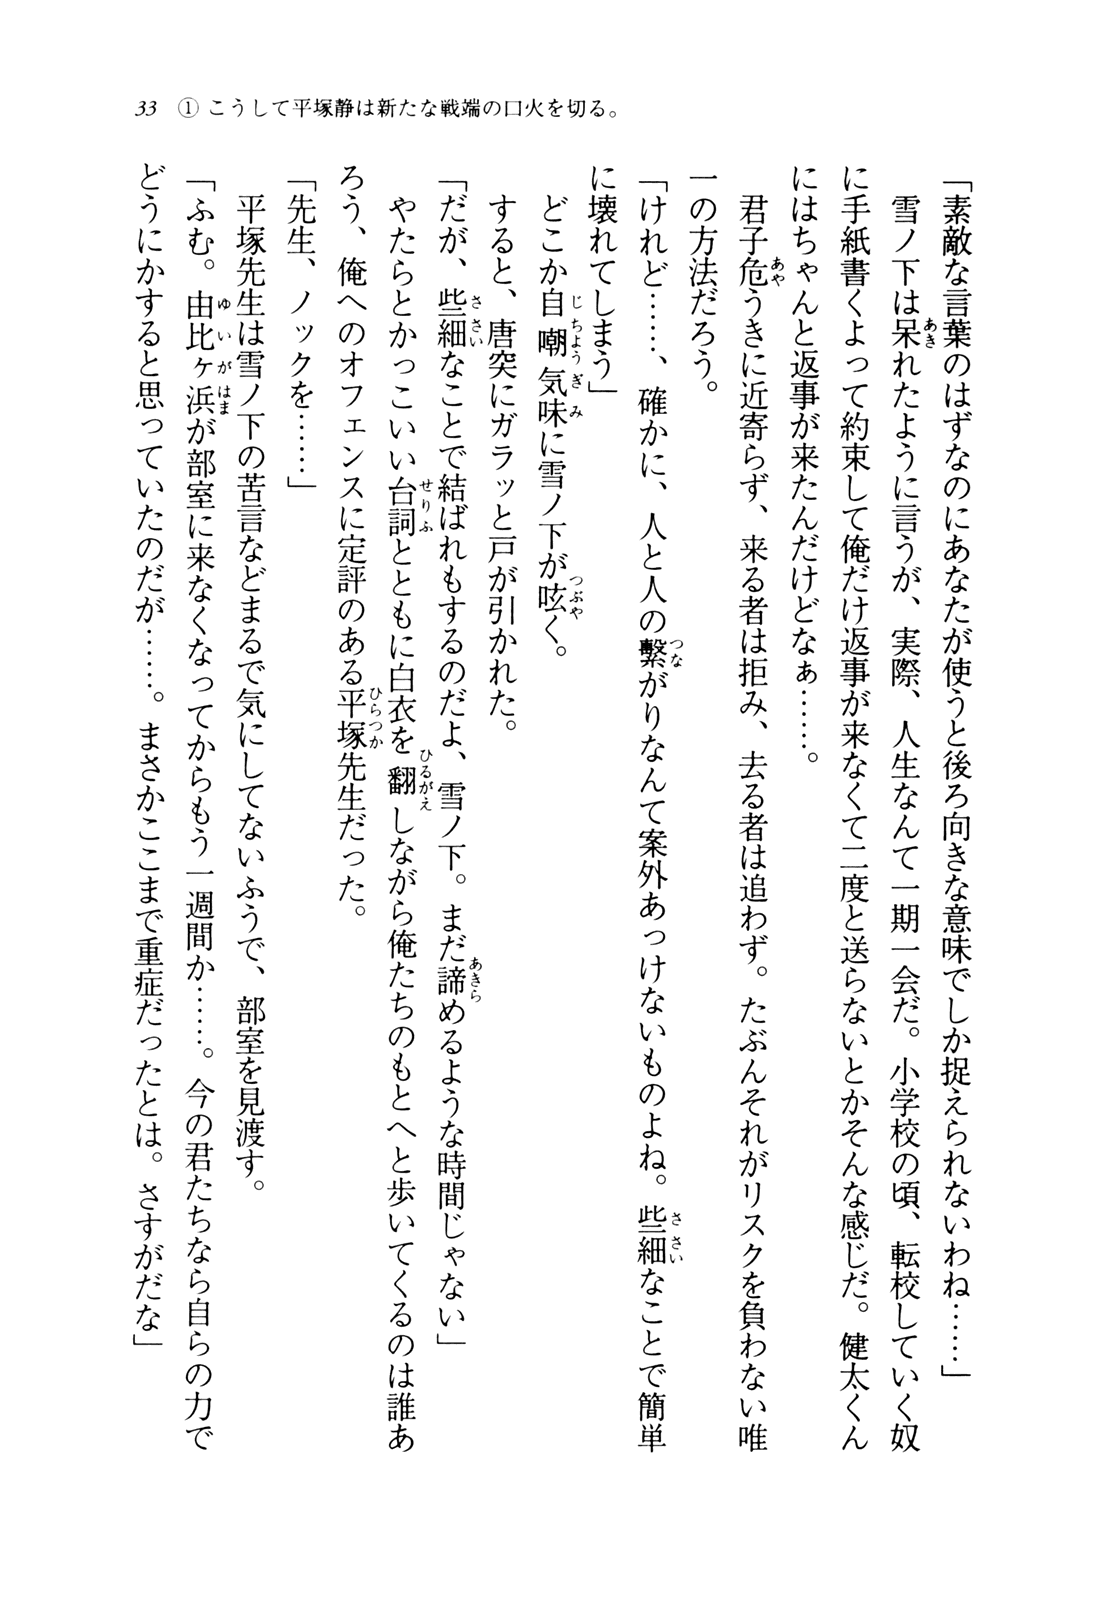 33　①こうして平塚静は新たな戦端の口火を切る。
「素敵な言葉のはずなのにあなたが使うと後ろ向きな意味でしか捉えられないわね……」
　雪ノ下は呆れたように言うが、実際、人生なんて一期一会だ。小学校の頃、転校していく奴
に手紙書くよって約束して俺だけ返事が来なくて二度と送らないとかそんな感じだ。健太くん
にはちゃんと返事が来たんだけどなぁ……。
　君子危うきに近寄らず、来る者は拒み、去る者は追わず。たぶんそれがリスクを負わない唯
一の方法だろう。
「けれど……、確かに、人と人の繫がりなんて案外あっけないものよね。些細なことで簡単
に壊れてしまう」
　どこか自嘲気味に雪ノ下が呟く。
　すると、唐突にガラッと戸が引かれた。
「だが、些細なことで結ばれもするのだよ、雪ノ下。まだ諦めるような時間じゃない」
　やたらとかっこいい台詞とともに白衣を翻しながら俺たちのもとへと歩いてくるのは誰あ
ろう、俺へのオフェンスに定評のある平塚先生だった。
「先生、ノックを……」
　平塚先生は雪ノ下の苦言などまるで気にしてないふうで、部室を見渡す。
「ふむ。由比ヶ浜が部室に来なくなってからもう一週間か……。今の君たちなら自らの力で
どうにかすると思っていたのだが……。まさかここまで重症だったとは。さすがだな」